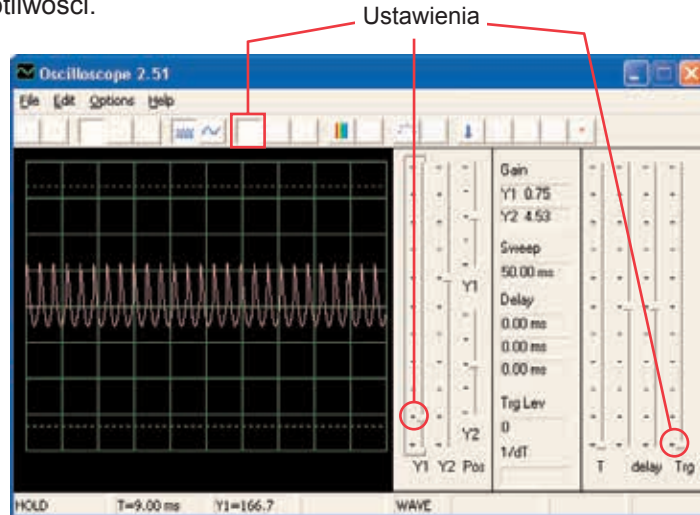 otliwości.
Ustawienia
Oscilloscope 2.51
File Edit Options Help
Gain
Y1 0.75
Y2 4.53
Sweep
50.00 ms
Y1
Delay
0.00 ms
0.00 ms
0.00 ms
Trg Lev
0
Y2
1/dT
Y1 Y2 Pos
T delay Trg
HOLD T=9.00 ms Y1=166.7 WAVE